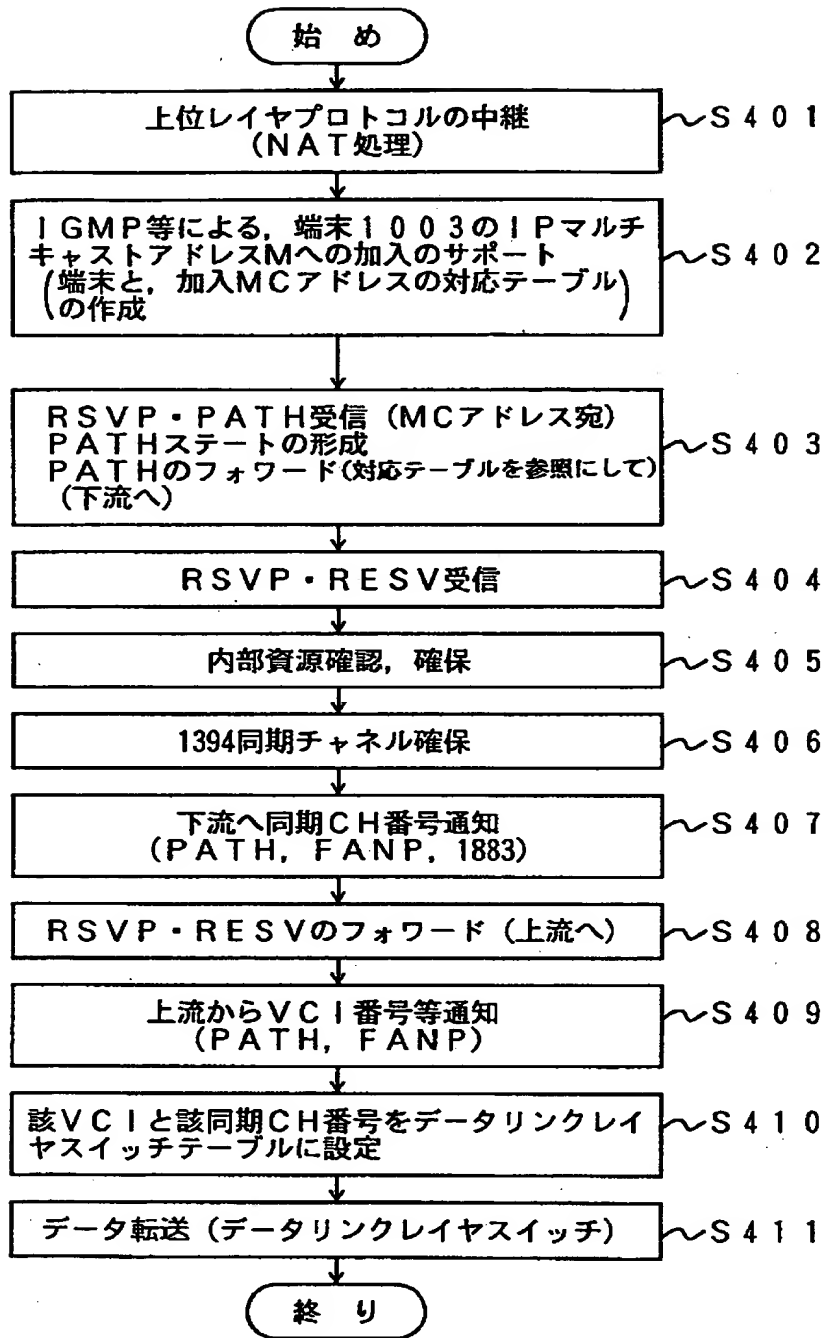 始 め
上位レイヤプロトコルの中継
(NAT処理)
S401
IGMP等による, 端末1003のIPマルチ
キャストアドレスMへの加入のサポート
(端末と, 加入MCアドレスの対応テーブル
の作成)
S402
RSVP・PATH受信(MCアドレス宛)
PATHステートの形成
PATHのフォワード(対応テーブルを参照にして)
(下流へ)
S403
RSVP・RESV受信
S404
内部資源確認, 確保
S405
1394同期チャネル確保
S406
下流へ同期CH番号通知
(PATH, FANP, 1883)
S407
RSVP・RESVのフォワード(上流へ)
S408
上流からVCI番号等通知
(PATH, FANP)
S409
該VCIと該同期CH番号をデータリンクレイ
ヤスイッチテーブルに設定
S410
データ転送(データリンクレイヤスイッチ)
S411
終 り